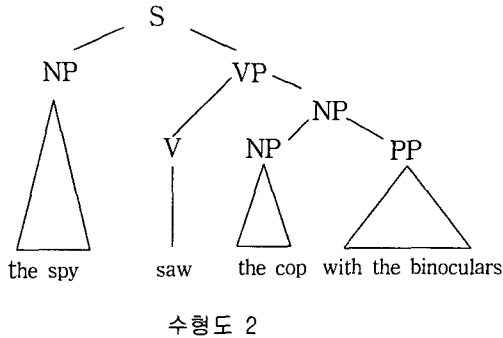 S
NP VP
NP
V NP PP
the spy saw the cop with the binoculars
수형도 2